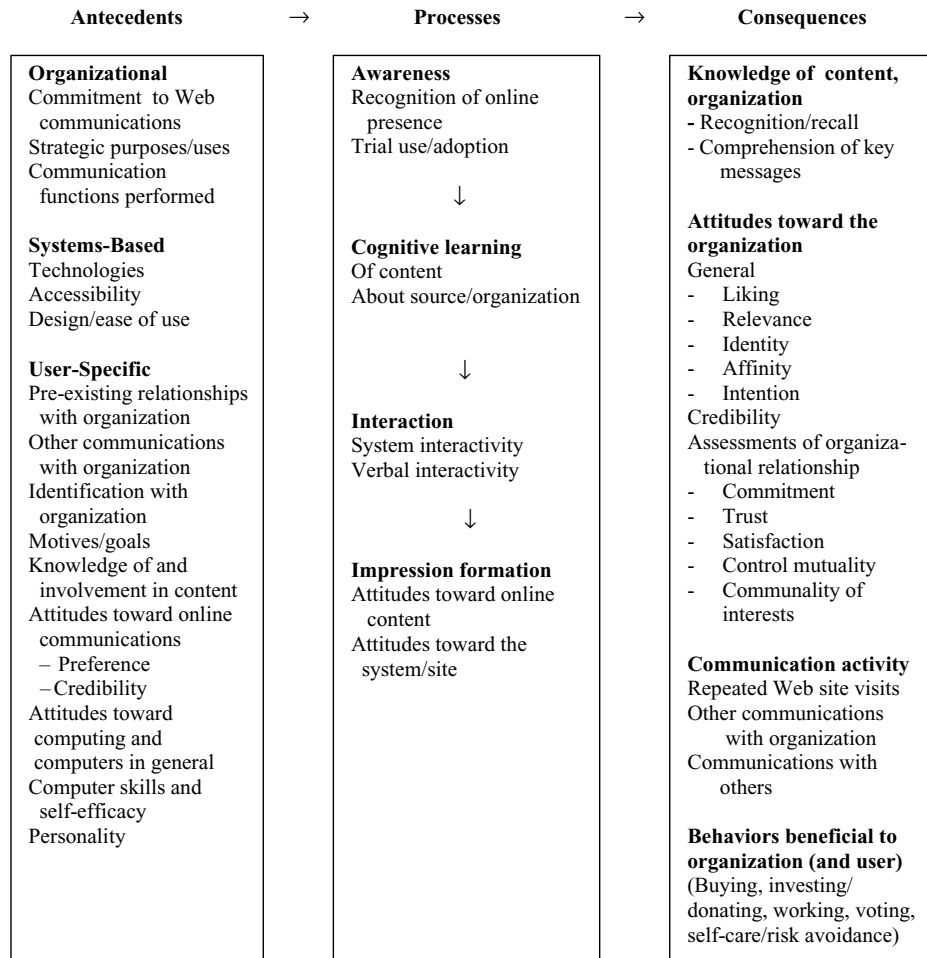 Antecedents → Processes → Consequences
Organizational
Commitment to Web
communications
Strategic purposes/uses
Communication
functions performed
Systems-Based
Technologies
Accessibility
Design/ease of use
User-Specific
Pre-existing relationships
with organization
Other communications
with organization
Identification with
organization
Motives/goals
Knowledge of and
involvement in content
Attitudes toward online
communications
– Preference
– Credibility
Attitudes toward
computing and
computers in general
Computer skills and
self-efficacy
Personality
Awareness
Recognition of online
presence
Trial use/adoption
↓
Cognitive learning
Of content
About source/organization
↓
Interaction
System interactivity
Verbal interactivity
↓
Impression formation
Attitudes toward online
content
Attitudes toward the
system/site
Knowledge of content,
organization
- Recognition/recall
- Comprehension of key
messages
Attitudes toward the
organization
General
- Liking
- Relevance
- Identity
- Affinity
- Intention
Credibility
Assessments of organiza-
tional relationship
- Commitment
- Trust
- Satisfaction
- Control mutuality
- Communality of
interests
Communication activity
Repeated Web site visits
Other communications
with organization
Communications with
others
Behaviors beneficial to
organization (and user)
(Buying, investing/
donating, working, voting,
self-care/risk avoidance)